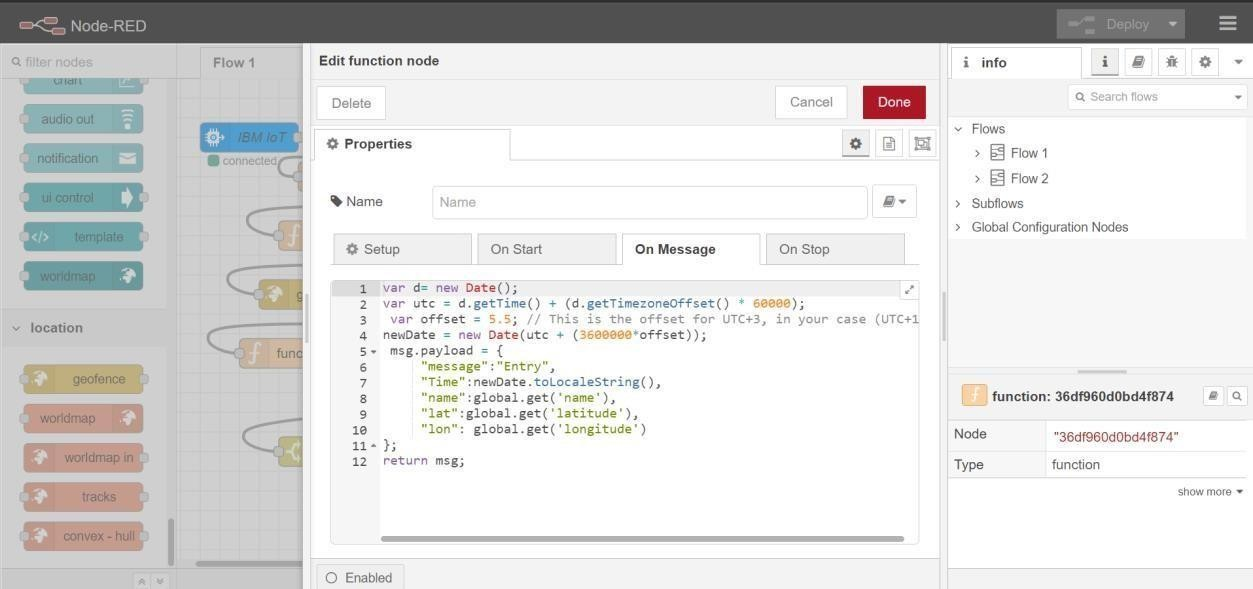 Node-RED
Deploy
filter nodes
Flow 1
Edit function node
info
Delete
Cancel
Done
Search flows
chart
audio out
notification
ui control
template
worldmap
location
geofence
worldmap
worldmap in
tracks
convex - hull
IBM IoT
connected
f
g
f func
Properties
Name
Name
Setup
On Start
On Message
On Stop
1 var d= new Date();
2 var utc = d.getTime() + (d.getTimezoneOffset() * 60000);
3 var offset = 5.5; // This is the offset for UTC+3, in your case (UTC+1
4 newDate = new Date(utc + (3600000*offset));
5 msg.payload = {
6 "message":"Entry",
7 "Time":newDate.toLocaleString(),
8 "name":global.get('name'),
9 "lat":global.get('latitude'),
10 "lon": global.get('longitude')
11 };
12 return msg;
Enabled
Flows
Flow 1
Flow 2
Subflows
Global Configuration Nodes
f function: 36df960d0bd4f874
Node "36df960d0bd4f874"
Type function
show more